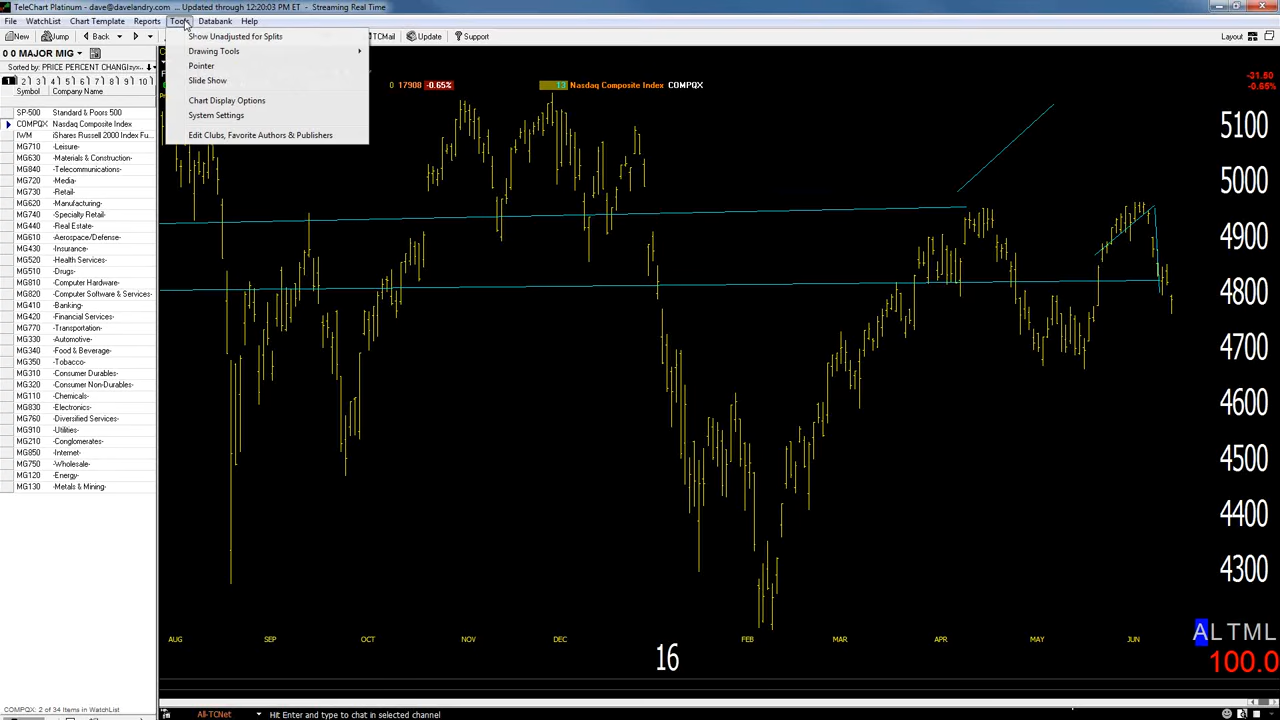 TeleChart Platinum - dave@davelandry.com ... Updated through 12:20:03 PM ET - Streaming Real Time
File WatchList Chart Template Reports Tools Databank Help
New Jump Back TCMail Update Support Layout
Show Unadjusted for Splits
Drawing Tools
Pointer
Slide Show
Chart Display Options
System Settings
Edit Clubs, Favorite Authors & Publishers
0 0 MAJOR MIG
Sorted by: PRICE PERCENT CHANGE
1 2 3 4 5 6 7 8 9 10
Symbol Company Name
SP-500 Standard & Poors 500
COMPQX Nasdaq Composite Index
IWM iShares Russell 2000 Index Fu...
MG710 -Leisure-
MG630 -Materials & Construction-
MG840 -Telecommunications-
MG720 -Media-
MG730 -Retail-
MG620 -Manufacturing-
MG740 -Specialty Retail-
MG440 -Real Estate-
MG610 -Aerospace/Defense-
MG430 -Insurance-
MG520 -Health Services-
MG510 -Drugs-
MG810 -Computer Hardware-
MG820 -Computer Software & Services-
MG410 -Banking-
MG420 -Financial Services-
MG770 -Transportation-
MG330 -Automotive-
MG340 -Food & Beverage-
MG350 -Tobacco-
MG310 -Consumer Durables-
MG320 -Consumer Non-Durables-
MG110 -Chemicals-
MG830 -Electronics-
MG760 -Diversified Services-
MG910 -Utilities-
MG210 -Conglomerates-
MG850 -Internet-
MG750 -Wholesale-
MG120 -Energy-
MG130 -Metals & Mining-
0 17908 -0.65% 13 Nasdaq Composite Index COMPQX
-31.50
-0.65%
5100
5000
4900
4800
4700
4600
4500
4400
4300
AUG SEP OCT NOV DEC 16 FEB MAR APR MAY JUN
ALTML
100.0
COMPQX: 2 of 34 Items in WatchList
All-TCNet Hit Enter and type to chat in selected channel